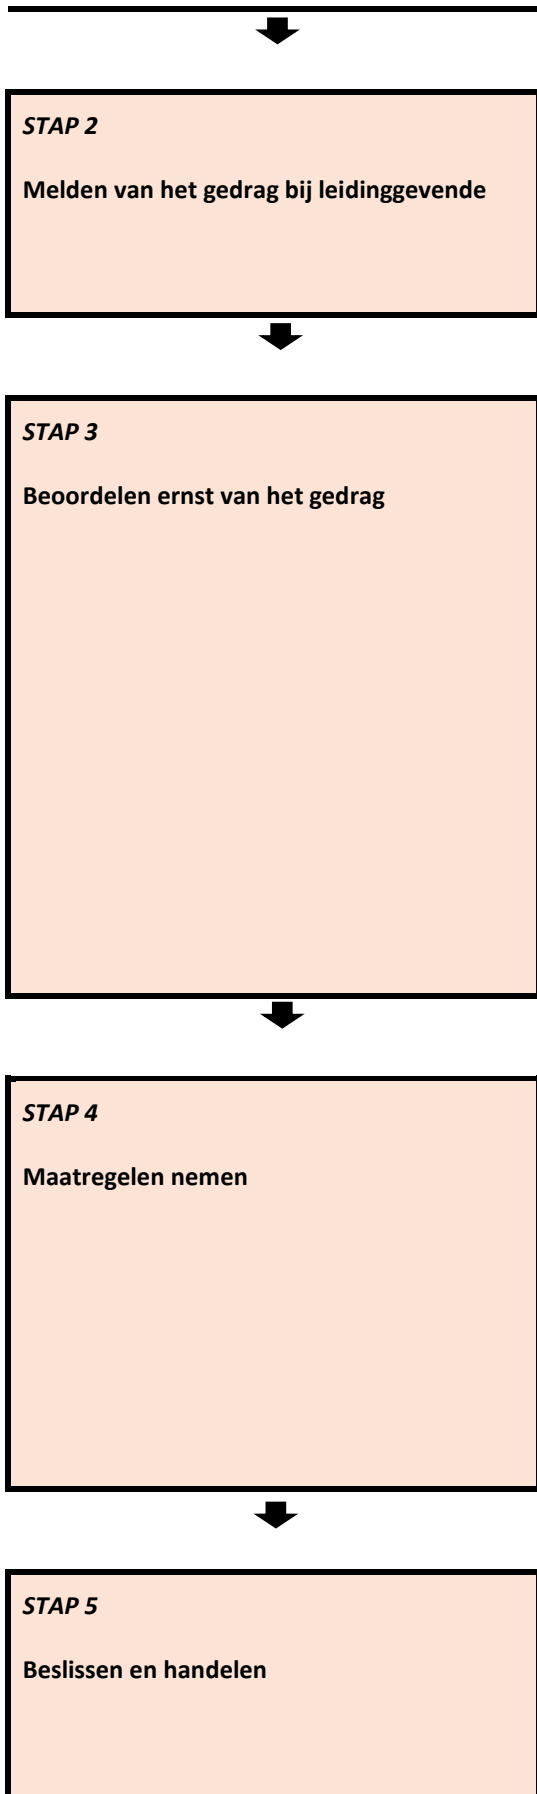 STAP 2
Melden van het gedrag bij leidinggevende
STAP 3
Beoordelen ernst van het gedrag
STAP 4
Maatregelen nemen
STAP 5
Beslissen en handelen